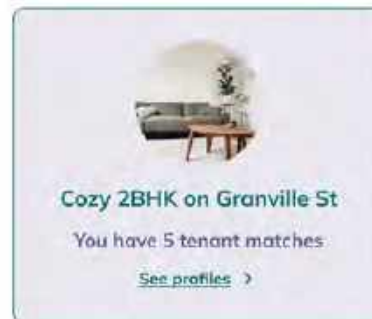 Cozy 2BHK on Granville St
You have 5 tenant matches
See profiles >